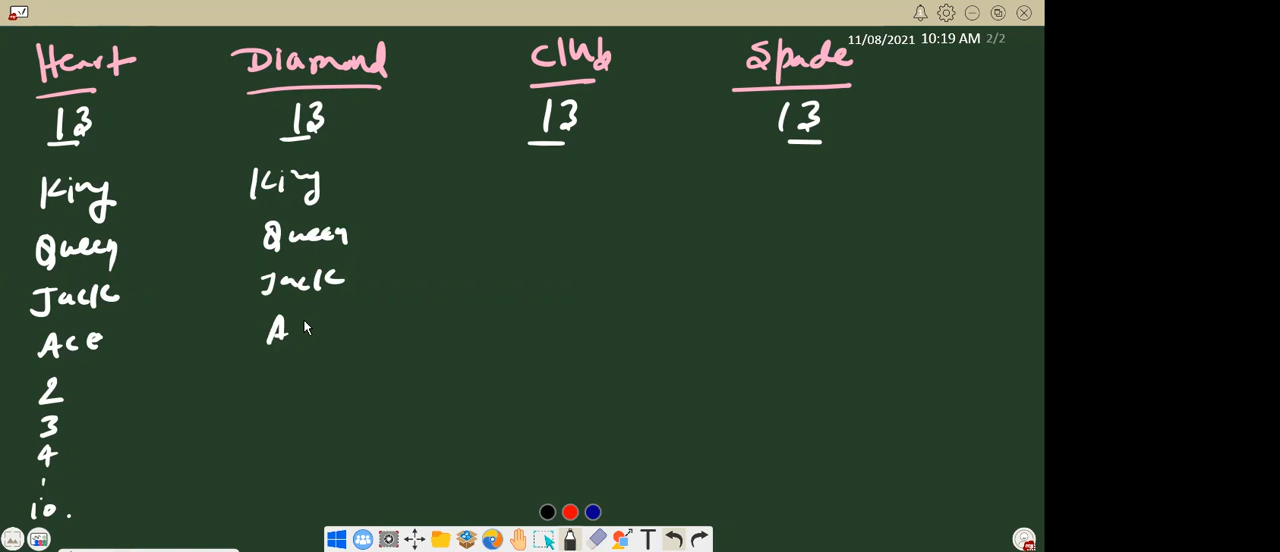 11/08/2021 10:19 AM 2/2
Heart Diamond Club Spade
13 13 13 13
King King
Queen Queen
Jack Jack
Ace A
2
3
4
10.